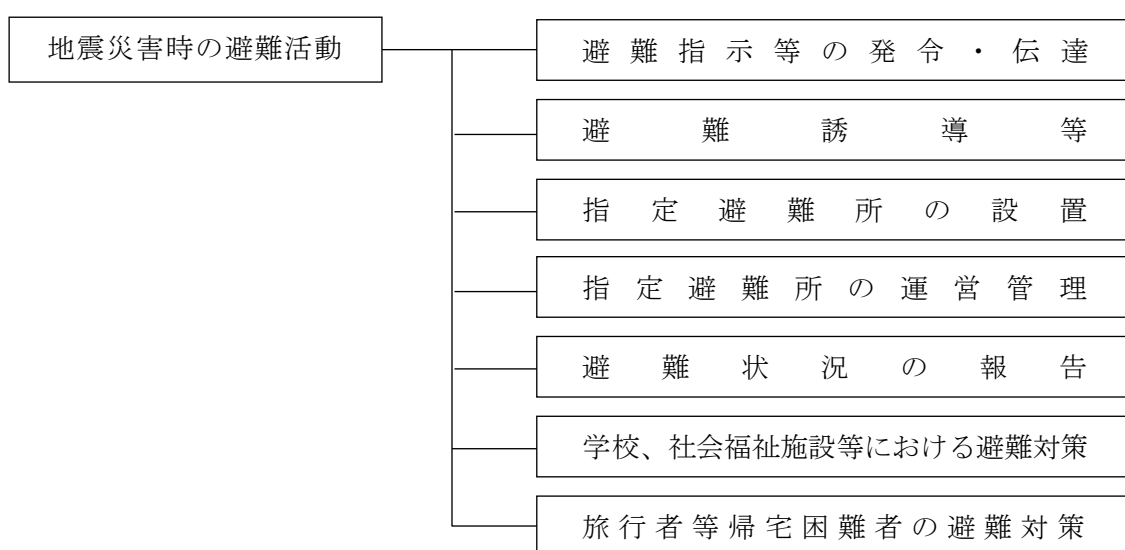 地震災害時の避難活動
避難指示等の発令・伝達
避難誘導等
指定避難所の設置
指定避難所の運営管理
避難状況の報告
学校、社会福祉施設等における避難対策
旅行者等帰宅困難者の避難対策